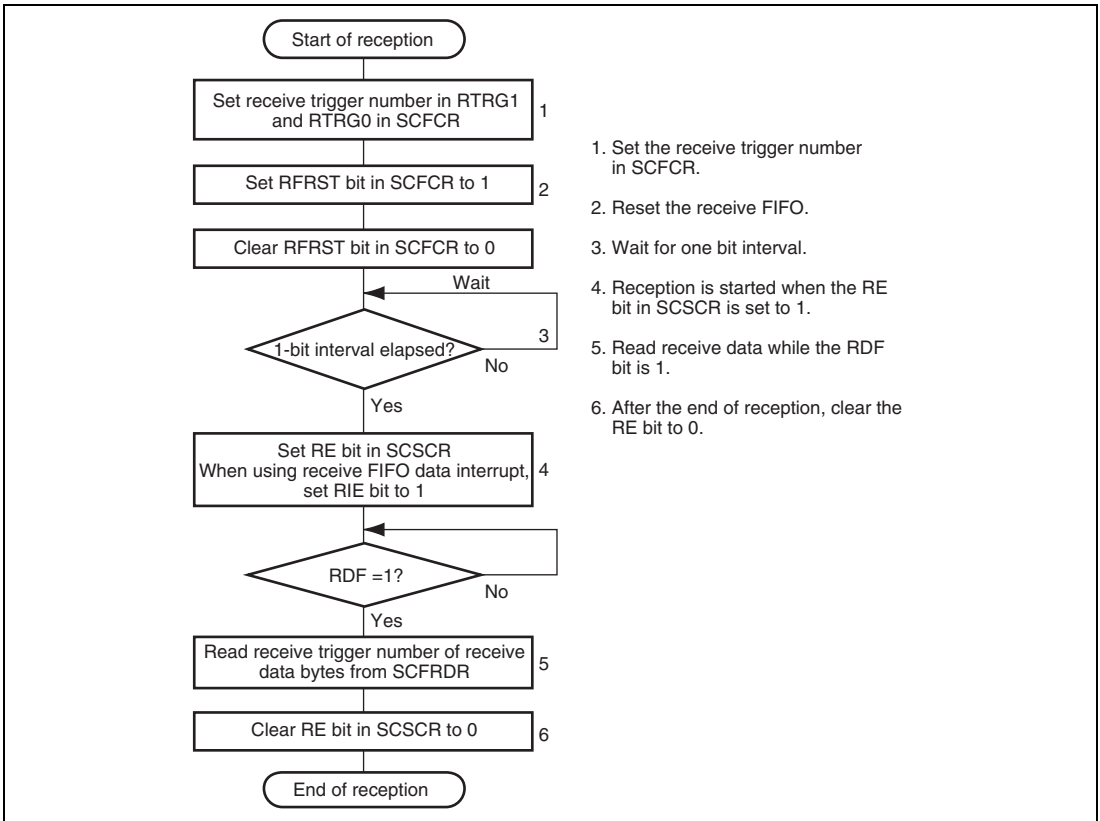 Start of reception
Set receive trigger number in RTRG1
and RTRG0 in SCFCR
1
Set RFRST bit in SCFCR to 1
2
Clear RFRST bit in SCFCR to 0
Wait
1-bit interval elapsed?
3
No
Yes
Set RE bit in SCSCR
When using receive FIFO data interrupt,
set RIE bit to 1
4
RDF =1?
No
Yes
Read receive trigger number of receive
data bytes from SCFRDR
5
Clear RE bit in SCSCR to 0
6
End of reception
1. Set the receive trigger number
in SCFCR.
2. Reset the receive FIFO.
3. Wait for one bit interval.
4. Reception is started when the RE
bit in SCSCR is set to 1.
5. Read receive data while the RDF
bit is 1.
6. After the end of reception, clear the
RE bit to 0.